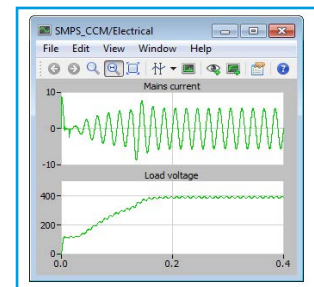 SMPS_CCM/Electrical
File Edit View Window Help
Mains current
10
0
-10
Load voltage
400
200
0
0.0 0.2 0.4